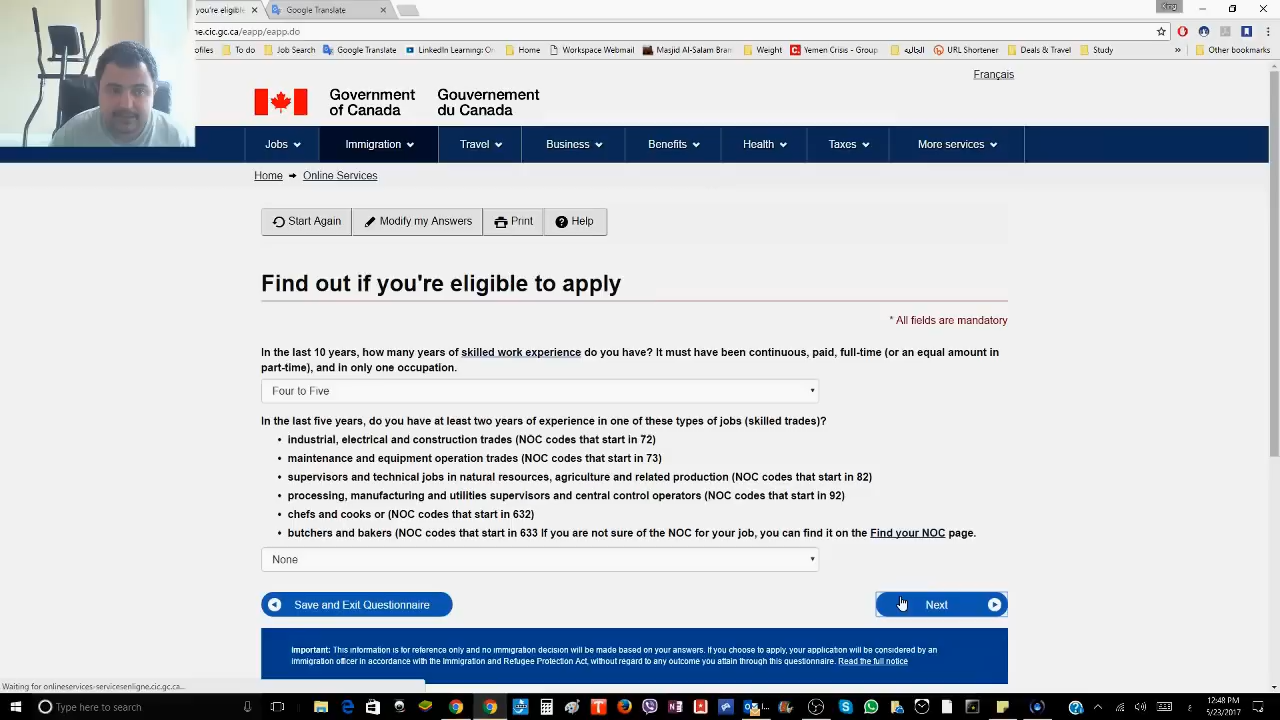 you're eligible
Google Translate
King
ne.cic.gc.ca/eapp/eapp.do
ofiles To do Job Search Google Translate LinkedIn Learning Home Workspace Webmail Masjid Al-Salam Bram Weight Yemen Crisis - Group URL Shortener Deals & Travel Study Other bookmarks
Français
Government
of Canada
Gouvernement
du Canada
Jobs Immigration Travel Business Benefits Health Taxes More services
Home Online Services
Start Again Modify my Answers Print Help
Find out if you're eligible to apply
* All fields are mandatory
In the last 10 years, how many years of skilled work experience do you have? It must have been continuous, paid, full-time (or an equal amount in
part-time), and in only one occupation.
Four to Five
In the last five years, do you have at least two years of experience in one of these types of jobs (skilled trades)?
• industrial, electrical and construction trades (NOC codes that start in 72)
• maintenance and equipment operation trades (NOC codes that start in 73)
• supervisors and technical jobs in natural resources, agriculture and related production (NOC codes that start in 82)
• processing, manufacturing and utilities supervisors and central control operators (NOC codes that start in 92)
• chefs and cooks or (NOC codes that start in 632)
• butchers and bakers (NOC codes that start in 633 If you are not sure of the NOC for your job, you can find it on the Find your NOC page.
None
Save and Exit Questionnaire Next
Important: This information is for reference only and no immigration decision will be made based on your answers. If you choose to apply, your application will be considered by an
immigration officer in accordance with the Immigration and Refugee Protection Act, without regard to any outcome you attain through this questionnaire. Read the full notice
Waiting for onlineservices-servicesenligne.cic.gc.ca...
Type here to search
12:48 PM
5/23/2017